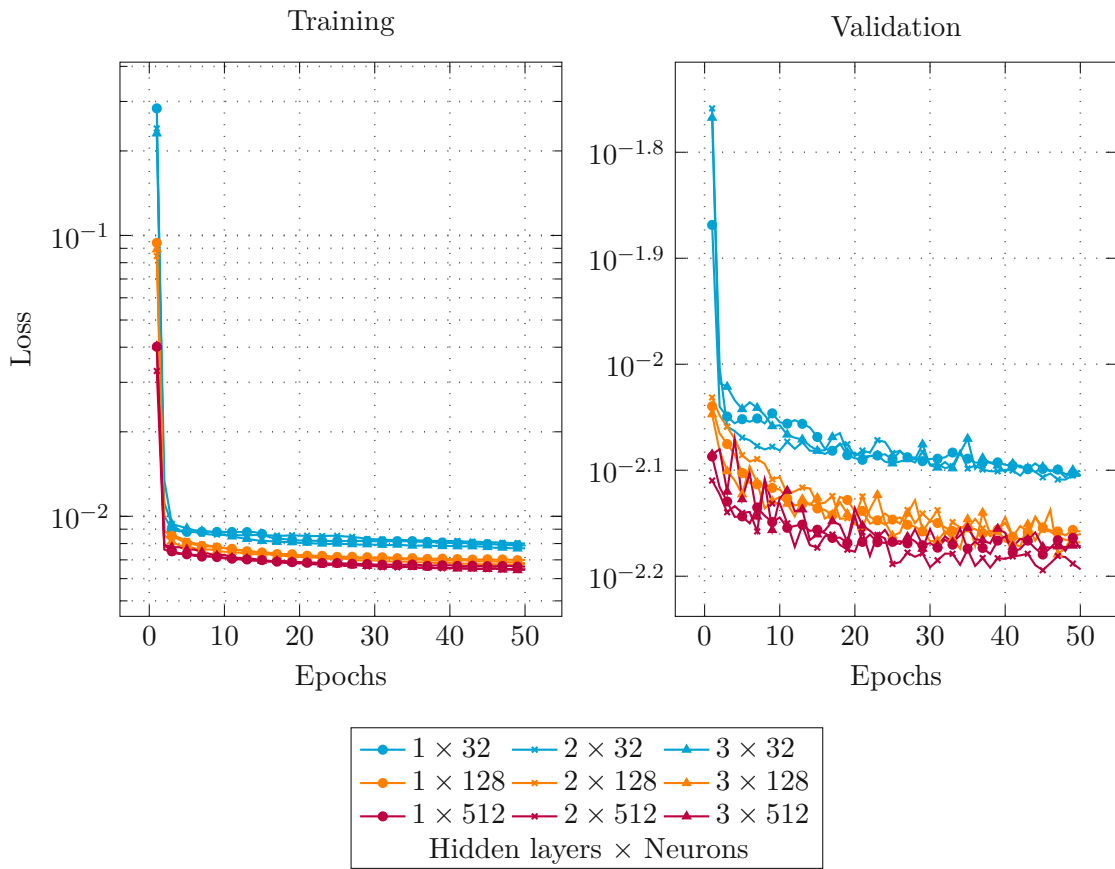 Training
Validation
10^−1
10^−2
Loss
0 10 20 30 40 50
Epochs
10^−1.8
10^−1.9
10^−2
10^−2.1
10^−2.2
0 10 20 30 40 50
Epochs
1 × 32 2 × 32 3 × 32
1 × 128 2 × 128 3 × 128
1 × 512 2 × 512 3 × 512
Hidden layers × Neurons